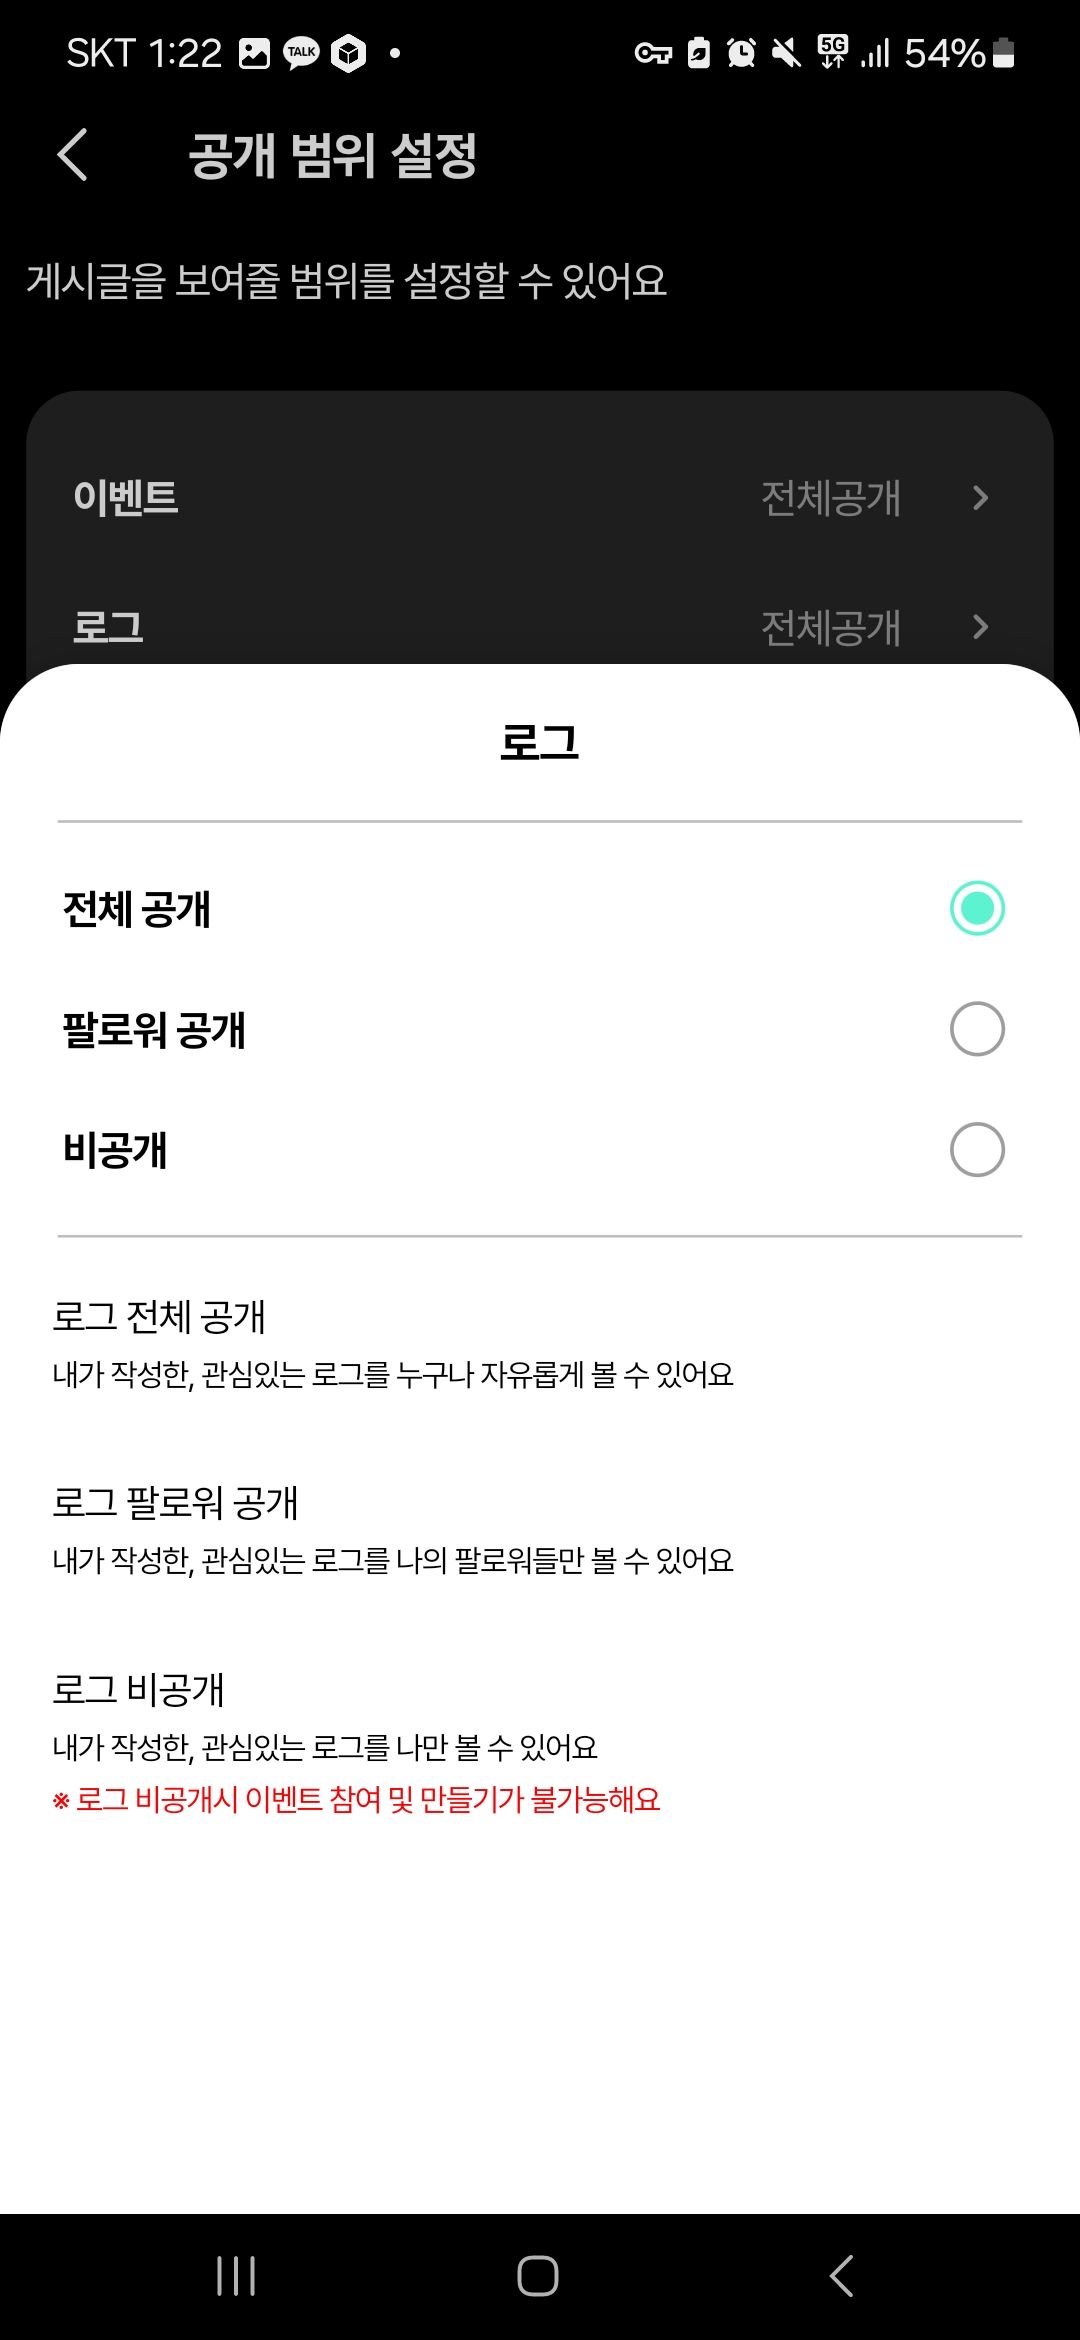 SKT 1:22 TALK 5G 54%
공개 범위 설정
게시글을 보여줄 범위를 설정할 수 있어요
이벤트 전체공개
로그 전체공개
로그
전체 공개
팔로워 공개
비공개
로그 전체 공개
내가 작성한, 관심있는 로그를 누구나 자유롭게 볼 수 있어요
로그 팔로워 공개
내가 작성한, 관심있는 로그를 나의 팔로워들만 볼 수 있어요
로그 비공개
내가 작성한, 관심있는 로그를 나만 볼 수 있어요
※ 로그 비공개시 이벤트 참여 및 만들기가 불가능해요